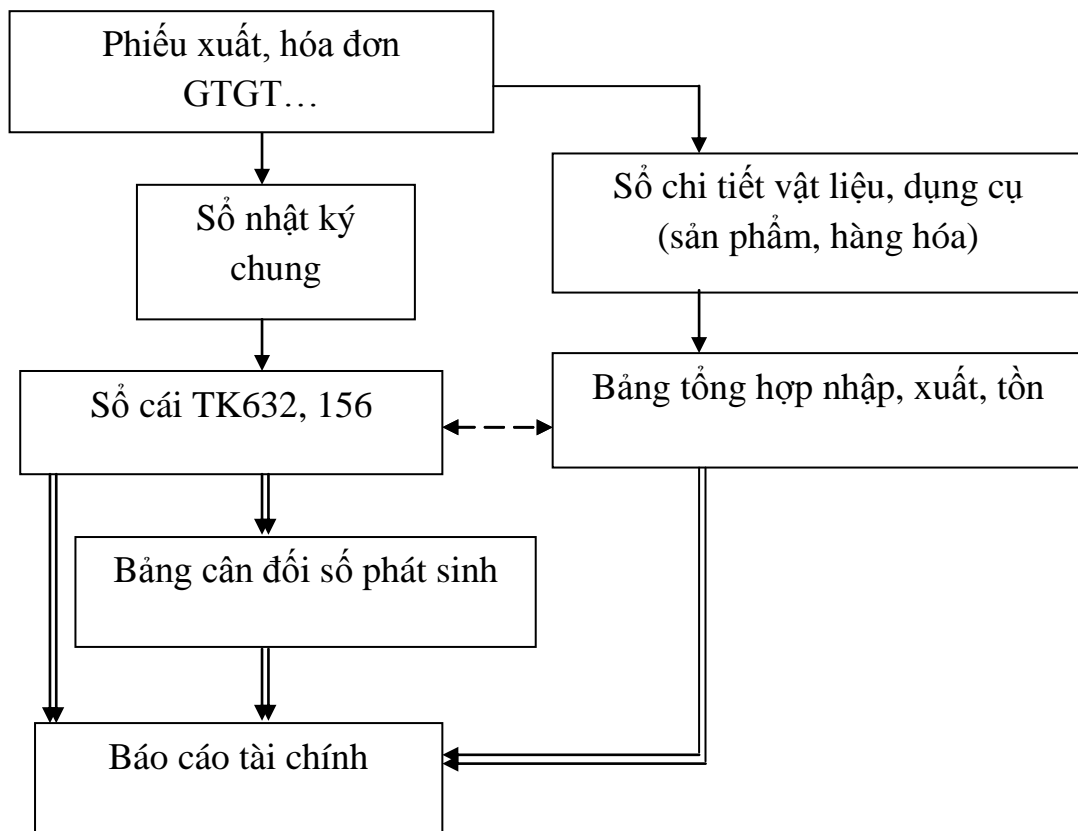 Phiếu xuất, hóa đơn
GTGT…
Sổ nhật ký
chung
Sổ chi tiết vật liệu, dụng cụ
(sản phẩm, hàng hóa)
Sổ cái TK632, 156
Bảng tổng hợp nhập, xuất, tồn
Bảng cân đối số phát sinh
Báo cáo tài chính